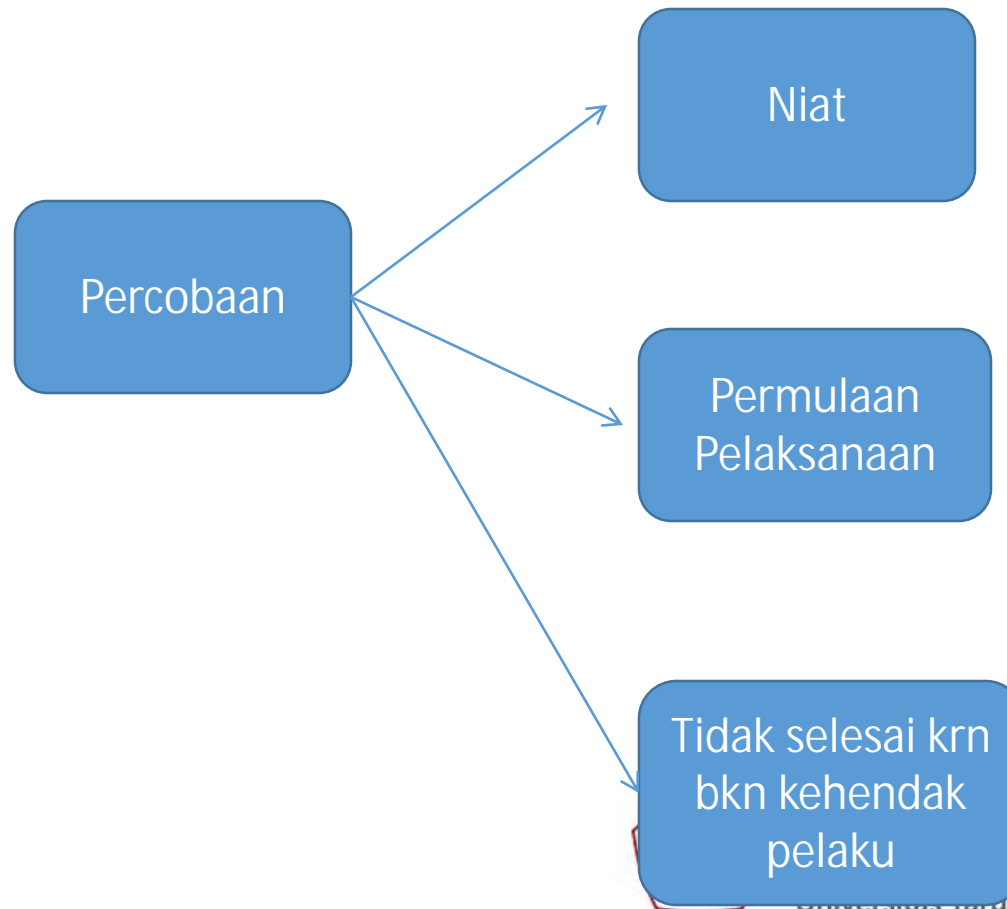 Niat
Percobaan
Permulaan
Pelaksanaan
Tidak selesai krn
bkn kehendak
pelaku